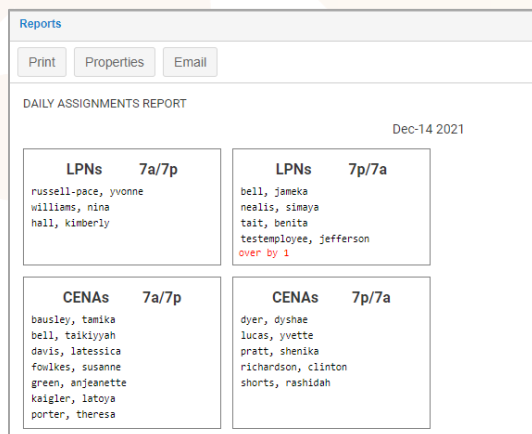 Reports
Print Properties Email
DAILY ASSIGNMENTS REPORT
Dec-14 2021
LPNs 7a/7p
russell-pace, yvonne
williams, nina
hall, kimberly
LPNs 7p/7a
bell, jameka
nealis, simaya
tait, benita
testemployee, jefferson
over by 1
CENAs 7a/7p
bausley, tamika
bell, taikiyyah
davis, latessica
fowlkes, susanne
green, anjeanette
kaigler, latoya
porter, theresa
CENAs 7p/7a
dyer, dyshae
lucas, yvette
pratt, shenika
richardson, clinton
shorts, rashidah